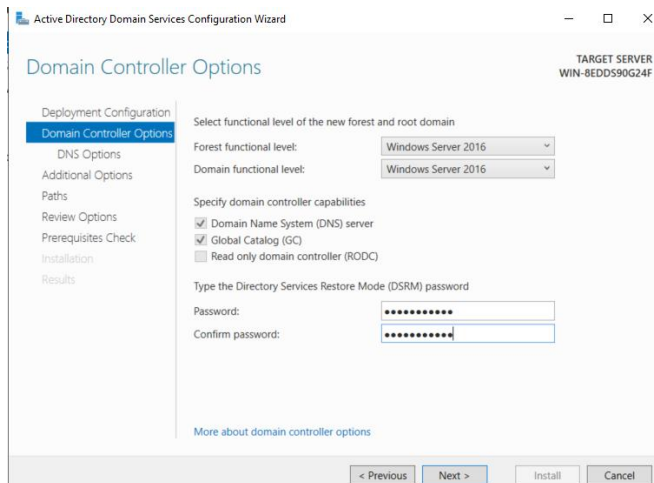 Active Directory Domain Services Configuration Wizard
Domain Controller Options
TARGET SERVER
WIN-8EDDS90G24F
Deployment Configuration
Domain Controller Options
DNS Options
Additional Options
Paths
Review Options
Prerequisites Check
Installation
Results
Select functional level of the new forest and root domain
Forest functional level: Windows Server 2016
Domain functional level: Windows Server 2016
Specify domain controller capabilities
Domain Name System (DNS) server
Global Catalog (GC)
Read only domain controller (RODC)
Type the Directory Services Restore Mode (DSRM) password
Password: •••••••••••
Confirm password: •••••••••••
More about domain controller options
< Previous Next > Install Cancel